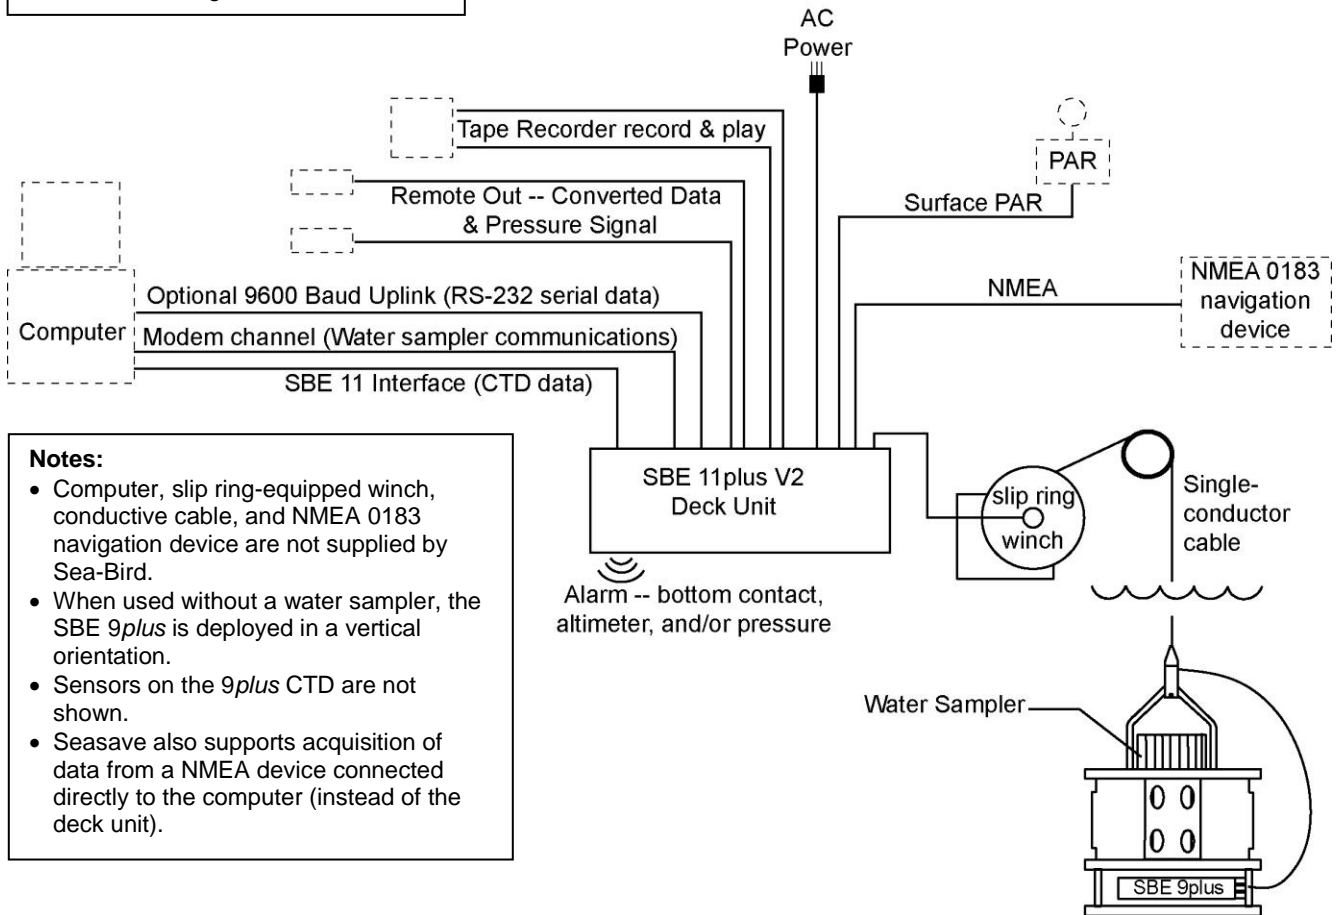 AC
Power
Tape Recorder record & play
PAR
Remote Out -- Converted Data
& Pressure Signal
Surface PAR
NMEA 0183
navigation
device
NMEA
Optional 9600 Baud Uplink (RS-232 serial data)
Computer
Modem channel (Water sampler communications)
SBE 11 Interface (CTD data)
Notes:
• Computer, slip ring-equipped winch,
conductive cable, and NMEA 0183
navigation device are not supplied by
Sea-Bird.
• When used without a water sampler, the
SBE 9plus is deployed in a vertical
orientation.
• Sensors on the 9plus CTD are not
shown.
• Seasave also supports acquisition of
data from a NMEA device connected
directly to the computer (instead of the
deck unit).
SBE 11plus V2
Deck Unit
slip ring
winch
Single-
conductor
cable
Alarm -- bottom contact,
altimeter, and/or pressure
Water Sampler
SBE 9plus